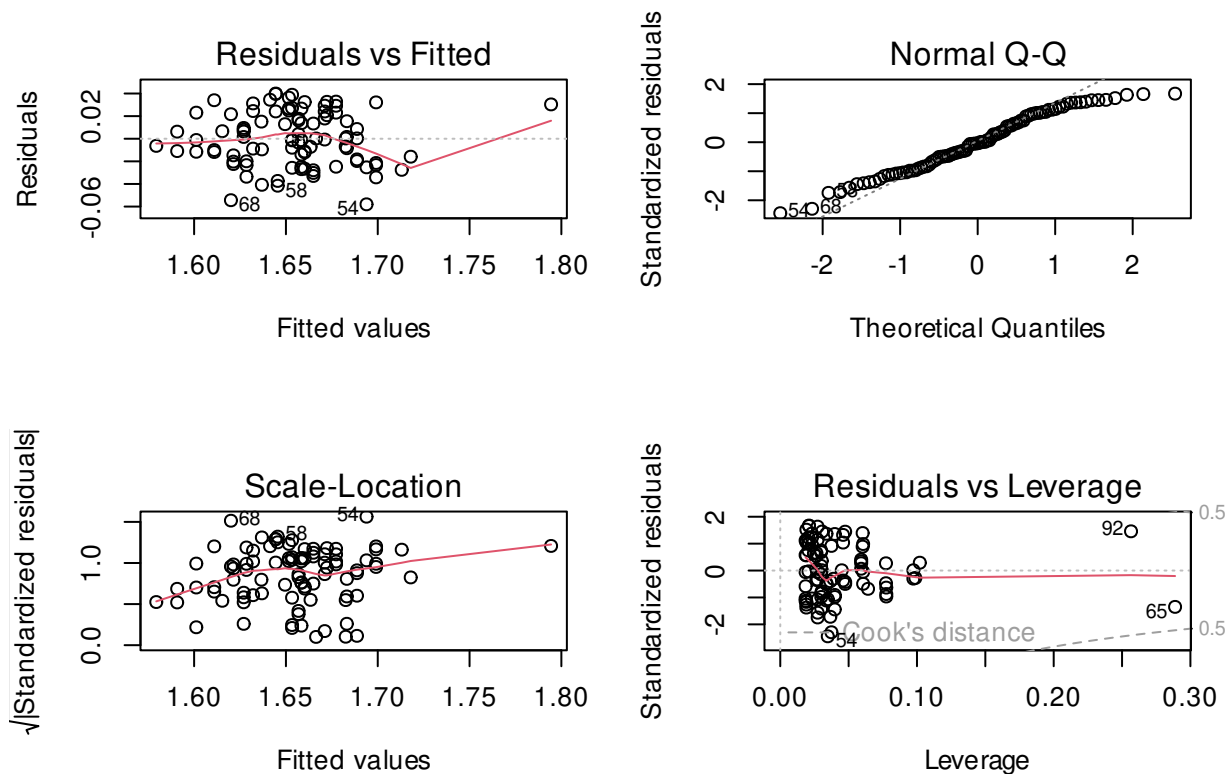 Residuals vs Fitted
Residuals
0.02
-0.06
58
68
54
1.60 1.65 1.70 1.75 1.80
Fitted values
Normal Q-Q
Standardized residuals
2
0
-2
58
54 68
-2 -1 0 1 2
Theoretical Quantiles
Scale-Location
√|Standardized residuals|
1.0
0.0
68
58
54
1.60 1.65 1.70 1.75 1.80
Fitted values
Residuals vs Leverage
Standardized residuals
2
0
-2
0.5
92
65
0.5
Cook's distance
54
0.00 0.10 0.20 0.30
Leverage